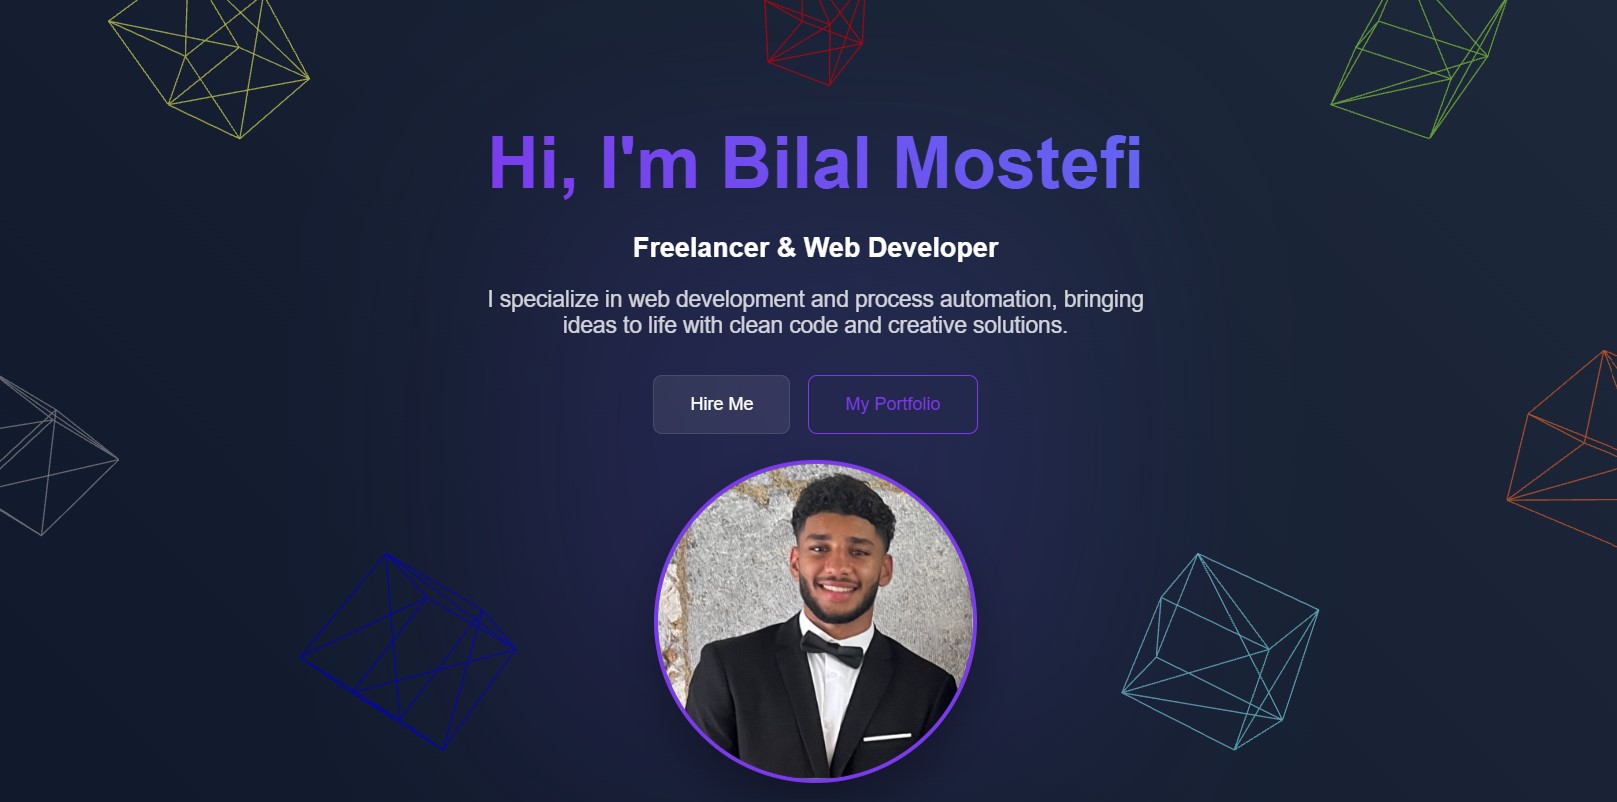 Hi, I'm Bilal Mostefi
Freelancer & Web Developer
I specialize in web development and process automation, bringing
ideas to life with clean code and creative solutions.
Hire Me
My Portfolio